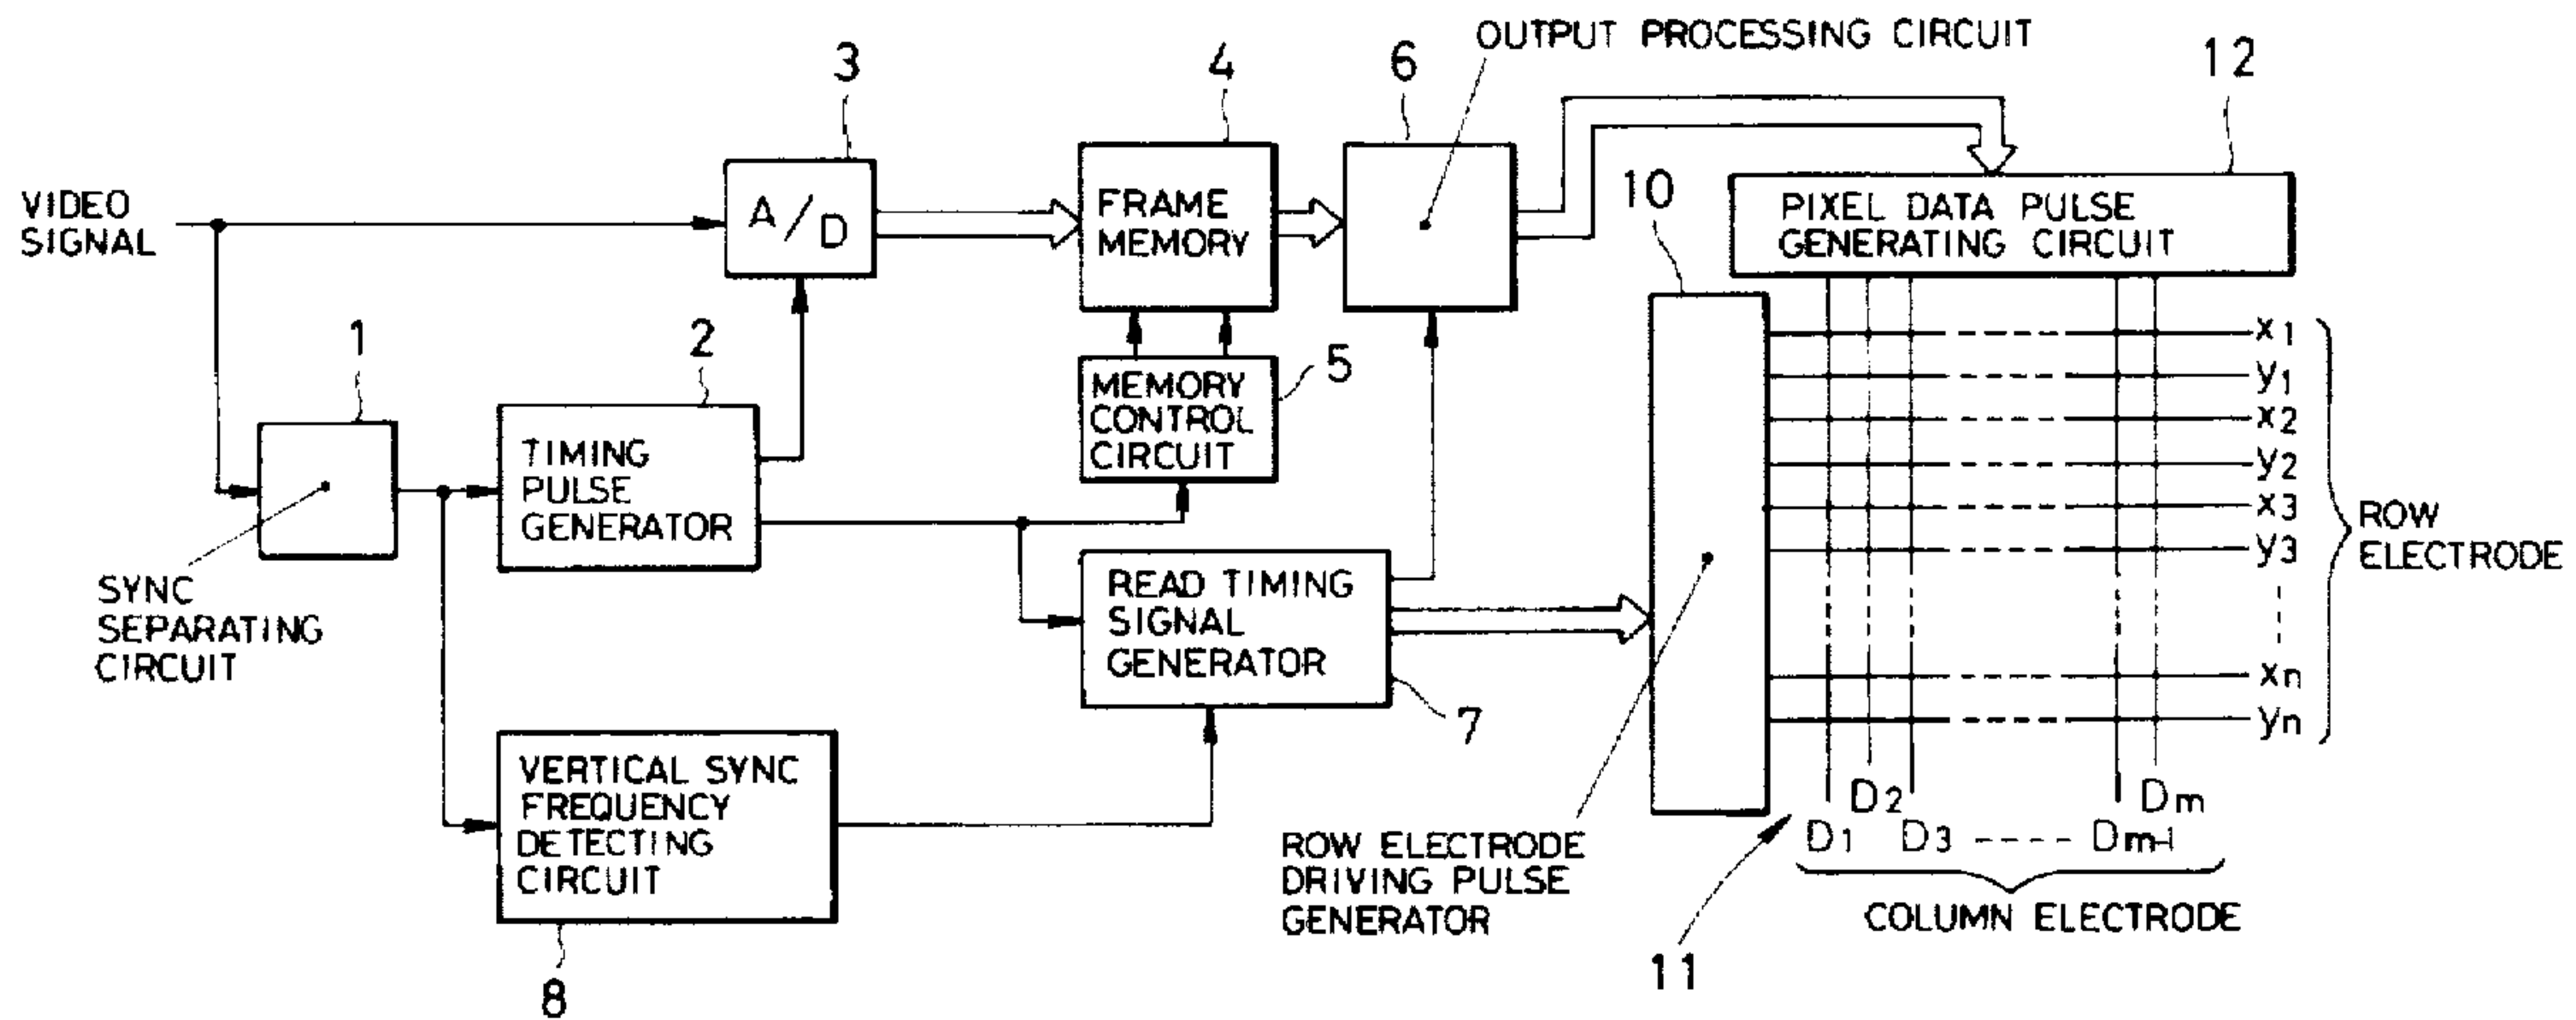 OUTPUT PROCESSING CIRCUIT
3
4
6
12
VIDEO
SIGNAL
A/D
FRAME
MEMORY
10
PIXEL DATA PULSE
GENERATING CIRCUIT
1
2
5
MEMORY
CONTROL
CIRCUIT
TIMING
PULSE
GENERATOR
x1
y1
x2
y2
x3
y3
xn
yn
ROW
ELECTRODE
SYNC
SEPARATING
CIRCUIT
READ TIMING
SIGNAL
GENERATOR
7
VERTICAL SYNC
FREQUENCY
DETECTING
CIRCUIT
8
ROW ELECTRODE
DRIVING PULSE
GENERATOR
11
D2
Dm
D1
D3
Dm-1
COLUMN ELECTRODE